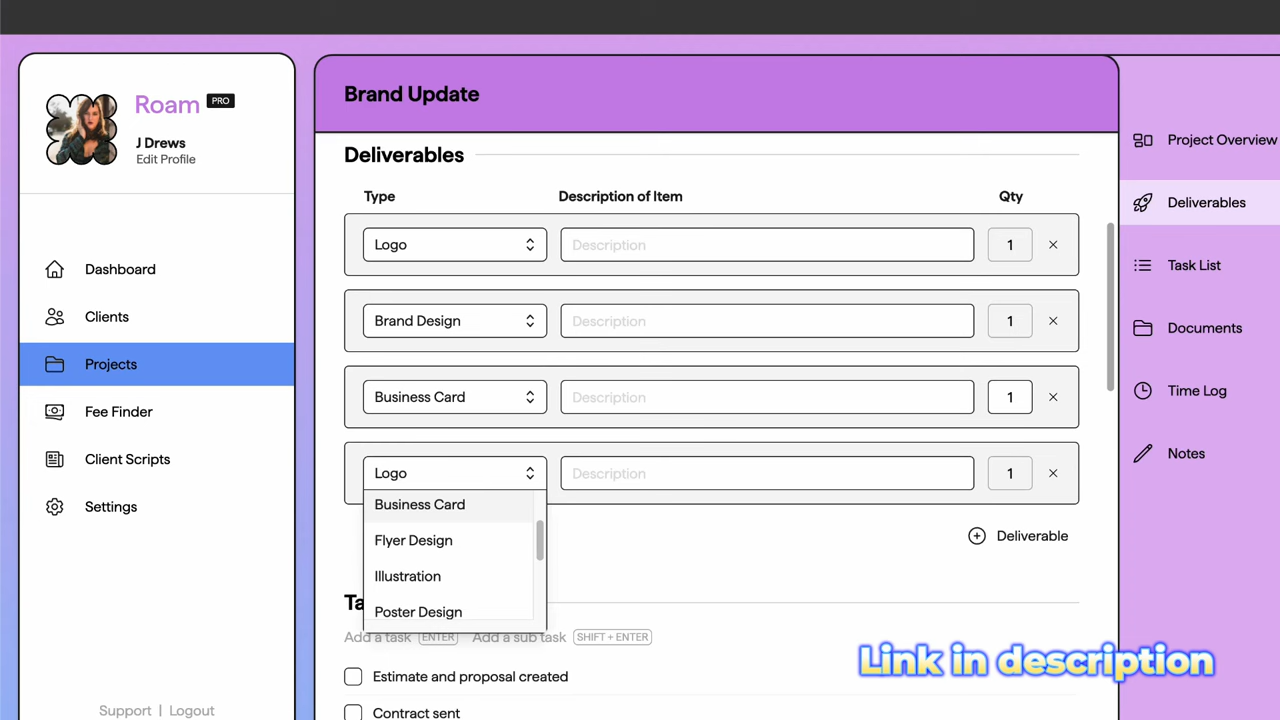 Roam PRO
J Drews
Edit Profile
Dashboard
Clients
Projects
Fee Finder
Client Scripts
Settings
Support | Logout
Brand Update
Deliverables
Type Description of Item Qty
Logo Description 1
Brand Design Description 1
Business Card Description 1
Logo Description 1
Business Card
Flyer Design
Illustration
Poster Design
Deliverable
Ta
Add a task ENTER Add a sub task SHIFT + ENTER
Estimate and proposal created
Contract sent
Project Overview
Deliverables
Task List
Documents
Time Log
Notes
Link in description